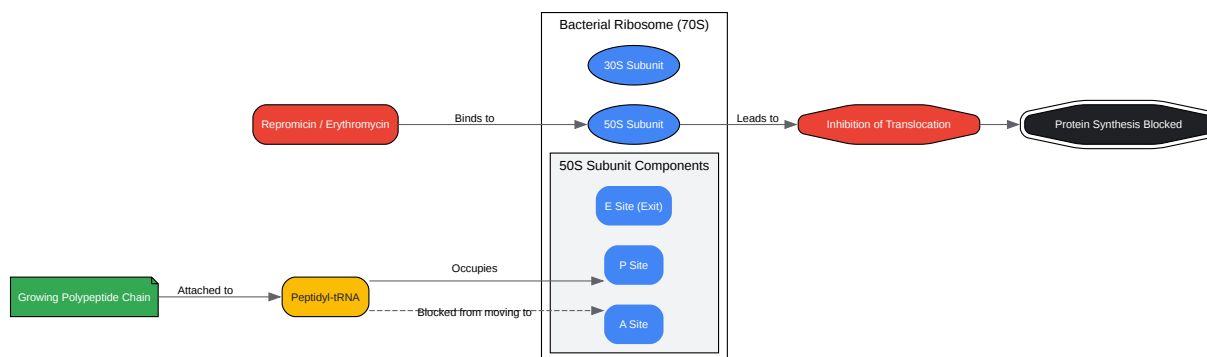 Bacterial Ribosome (70S)
30S Subunit
Repromicin / Erythromycin
Binds to
50S Subunit
Leads to
Inhibition of Translocation
Protein Synthesis Blocked
50S Subunit Components
E Site (Exit)
Growing Polypeptide Chain
Attached to
Peptidyl-tRNA
Occupies
P Site
Blocked from moving to
A Site